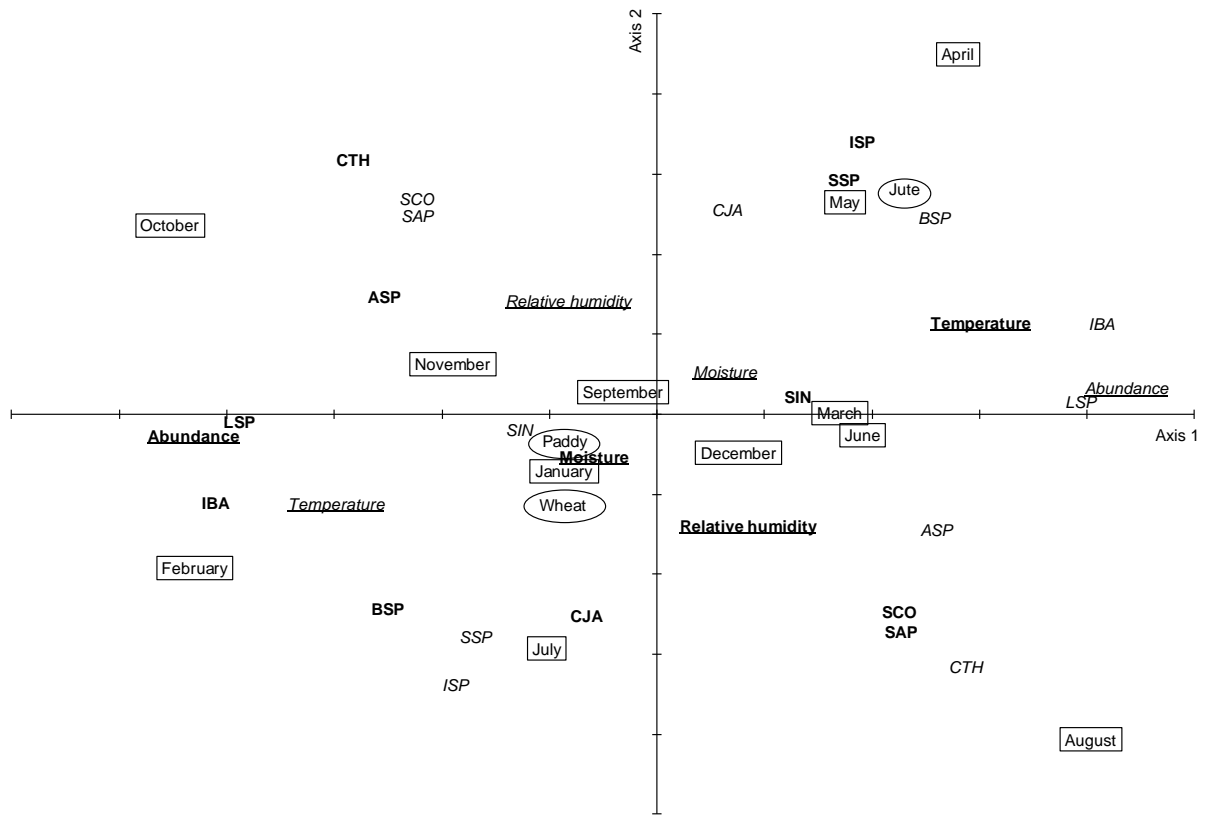 Axis 2
April
ISP
CTH
SSP
Jute
SCO
May
CJA
SAP
BSP
October
ASP
Relative humidity
Temperature
IBA
November
Moisture
September
Abundance
SIN
LSP
March
LSP
Abundance
SIN
Paddy
June
Axis 1
Moisture
December
January
IBA
Temperature
Wheat
Relative humidity
ASP
February
BSP
CJA
SCO
SSP
SAP
July
CTH
ISP
August